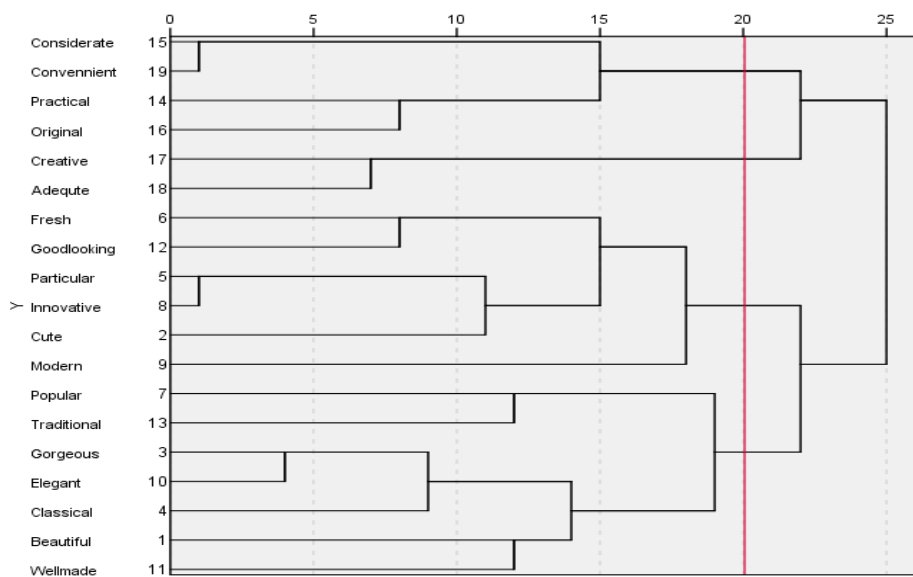 0 5 10 15 20 25
Considerate 15
Convennient 19
Practical 14
Original 16
Creative 17
Adequte 18
Fresh 6
Goodlooking 12
Particular 5
Y
Innovative 8
Cute 2
Modern 9
Popular 7
Traditional 13
Gorgeous 3
Elegant 10
Classical 4
Beautiful 1
Wellmade 11